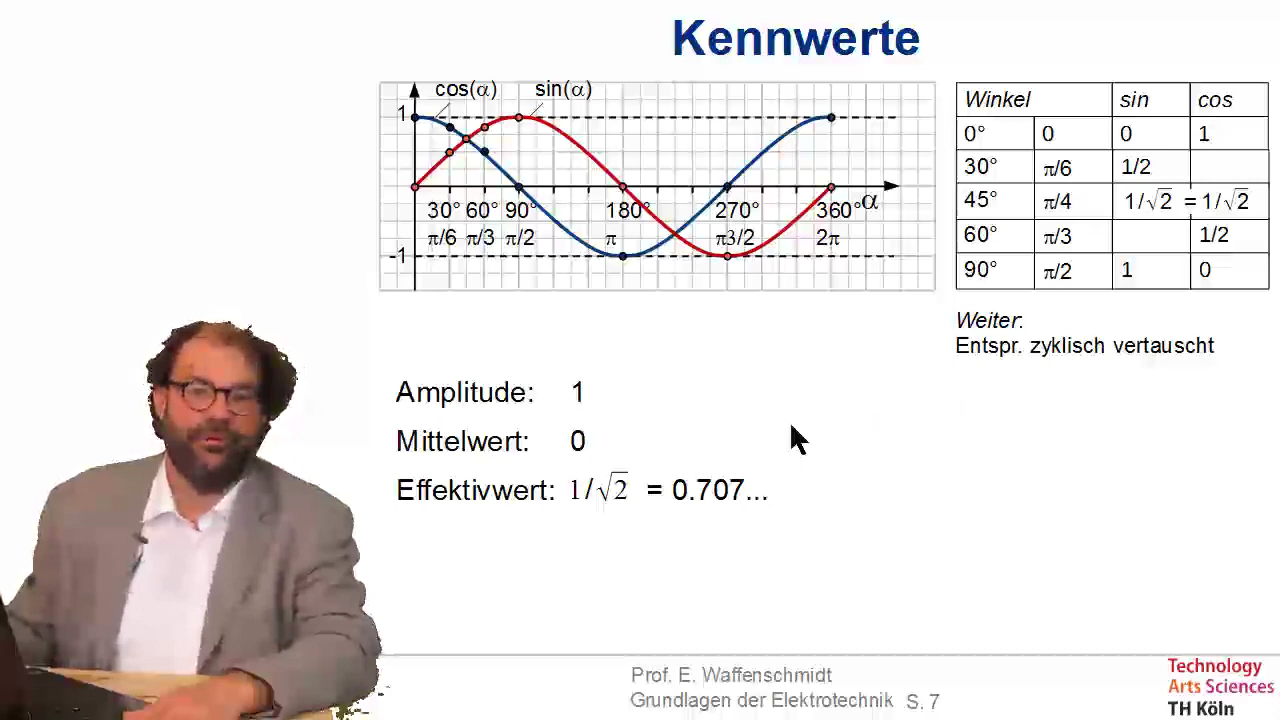 Kennwerte
cos(α) sin(α)
1
30° 60° 90° 180° 270° 360° α
π/6 π/3 π/2 π π3/2 2π
-1
Winkel sin cos
0° 0 0 1
30° π/6 1/2
45° π/4 1/√2 = 1/√2
60° π/3 1/2
90° π/2 1 0
Weiter:
Entspr. zyklisch vertauscht
Amplitude: 1
Mittelwert: 0
Effektivwert: 1/√2 = 0.707...
Prof. E. Waffenschmidt
Grundlagen der Elektrotechnik S. 7
Technology
Arts Sciences
TH Köln